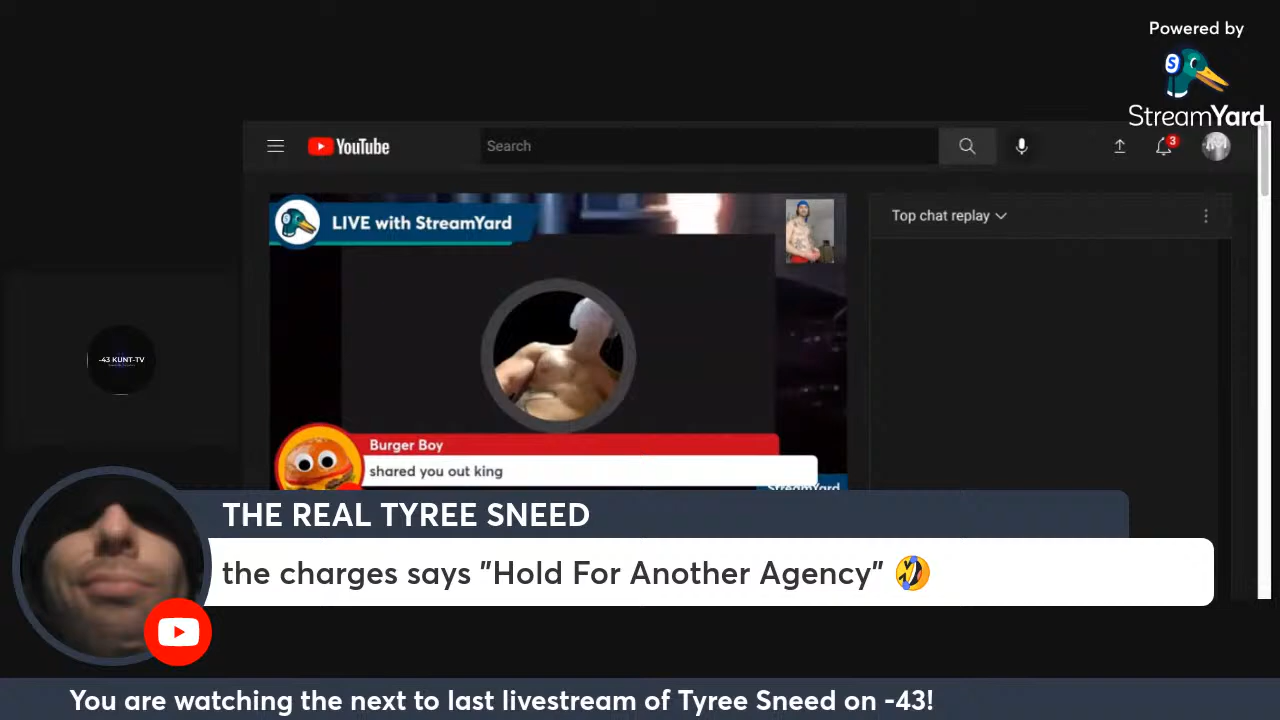 Powered by
StreamYard
YouTube
Search
3
LIVE with StreamYard
Top chat replay
-43 KUNT-TV
Burger Boy
shared you out king
StreamYard
THE REAL TYREE SNEED
the charges says "Hold For Another Agency" 🤣
You are watching the next to last livestream of Tyree Sneed on -43!